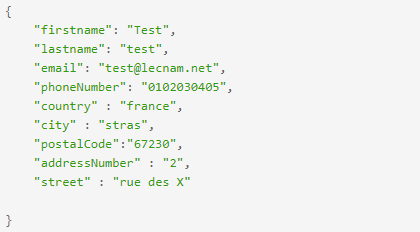 {
"firstname": "Test",
"lastname": "test",
"email": "test@lecnam.net",
"phoneNumber": "0102030405",
"country" : "france",
"city" : "stras",
"postalCode":"67230",
"addressNumber" : "2",
"street" : "rue des X"
}